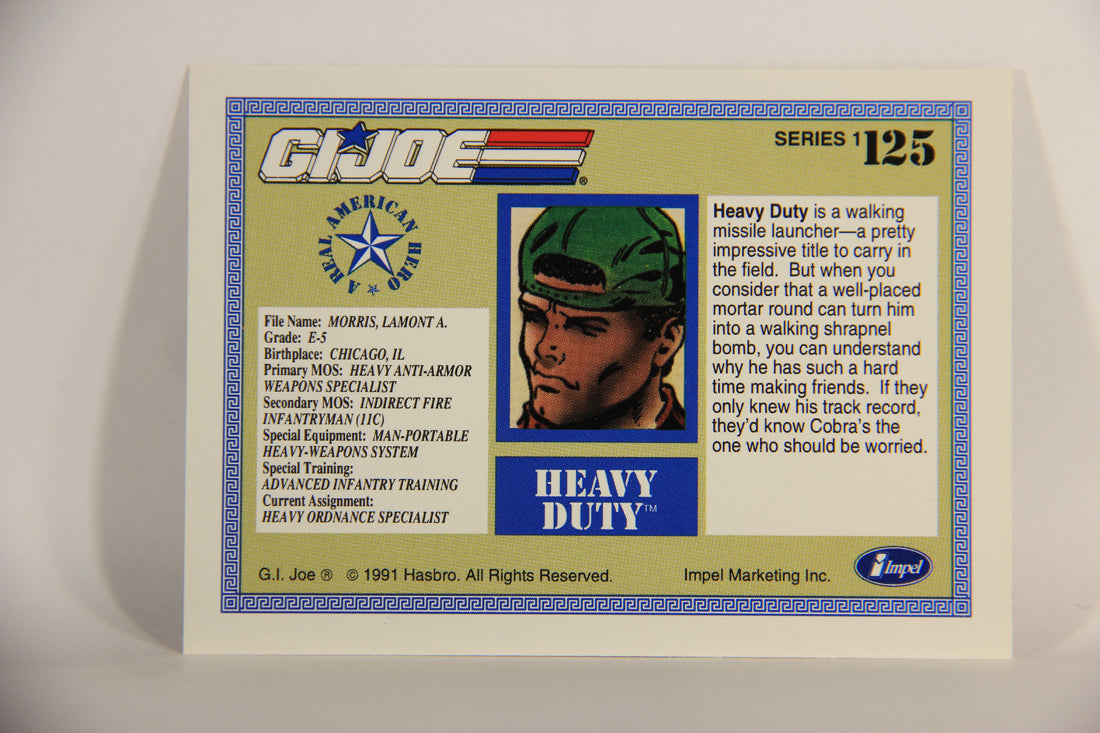 G.I. JOE ®
SERIES 1 125
A REAL AMERICAN HERO
File Name: MORRIS, LAMONT A.
Grade: E-5
Birthplace: CHICAGO, IL
Primary MOS: HEAVY ANTI-ARMOR
WEAPONS SPECIALIST
Secondary MOS: INDIRECT FIRE
INFANTRYMAN (11C)
Special Equipment: MAN-PORTABLE
HEAVY-WEAPONS SYSTEM
Special Training:
ADVANCED INFANTRY TRAINING
Current Assignment:
HEAVY ORDNANCE SPECIALIST
HEAVY
DUTY™
Heavy Duty is a walking
missile launcher—a pretty
impressive title to carry in
the field. But when you
consider that a well-placed
mortar round can turn him
into a walking shrapnel
bomb, you can understand
why he has such a hard
time making friends. If they
only knew his track record,
they'd know Cobra's the
one who should be worried.
G.I. Joe ® © 1991 Hasbro. All Rights Reserved.
Impel Marketing Inc.
Impel